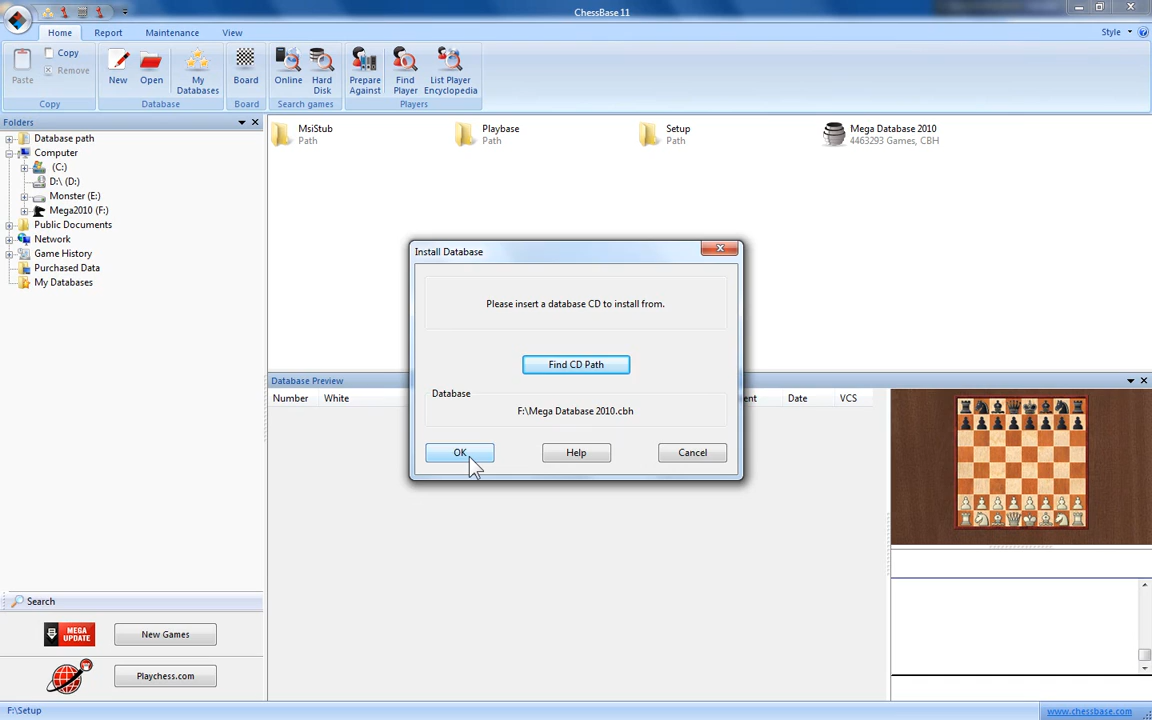 ChessBase 11
Home
Report
Maintenance
View
Style
Paste
Copy
Remove
Copy
New
Open
My Databases
Database
Board
Board
Online
Hard Disk
Search games
Prepare Against
Find Player
List Player Encyclopedia
Players
Folders
Database path
Computer
(C:)
D:\ (D:)
Monster (E:)
Mega2010 (F:)
Public Documents
Network
Game History
Purchased Data
My Databases
MsiStub
Path
Playbase
Path
Setup
Path
Mega Database 2010
4463293 Games, CBH
Install Database
Please insert a database CD to install from.
Find CD Path
Database
F:\Mega Database 2010.cbh
OK
Help
Cancel
Database Preview
Number
White
Date
VCS
Search
MEGA UPDATE
New Games
Playchess.com
F:\Setup
www.chessbase.com